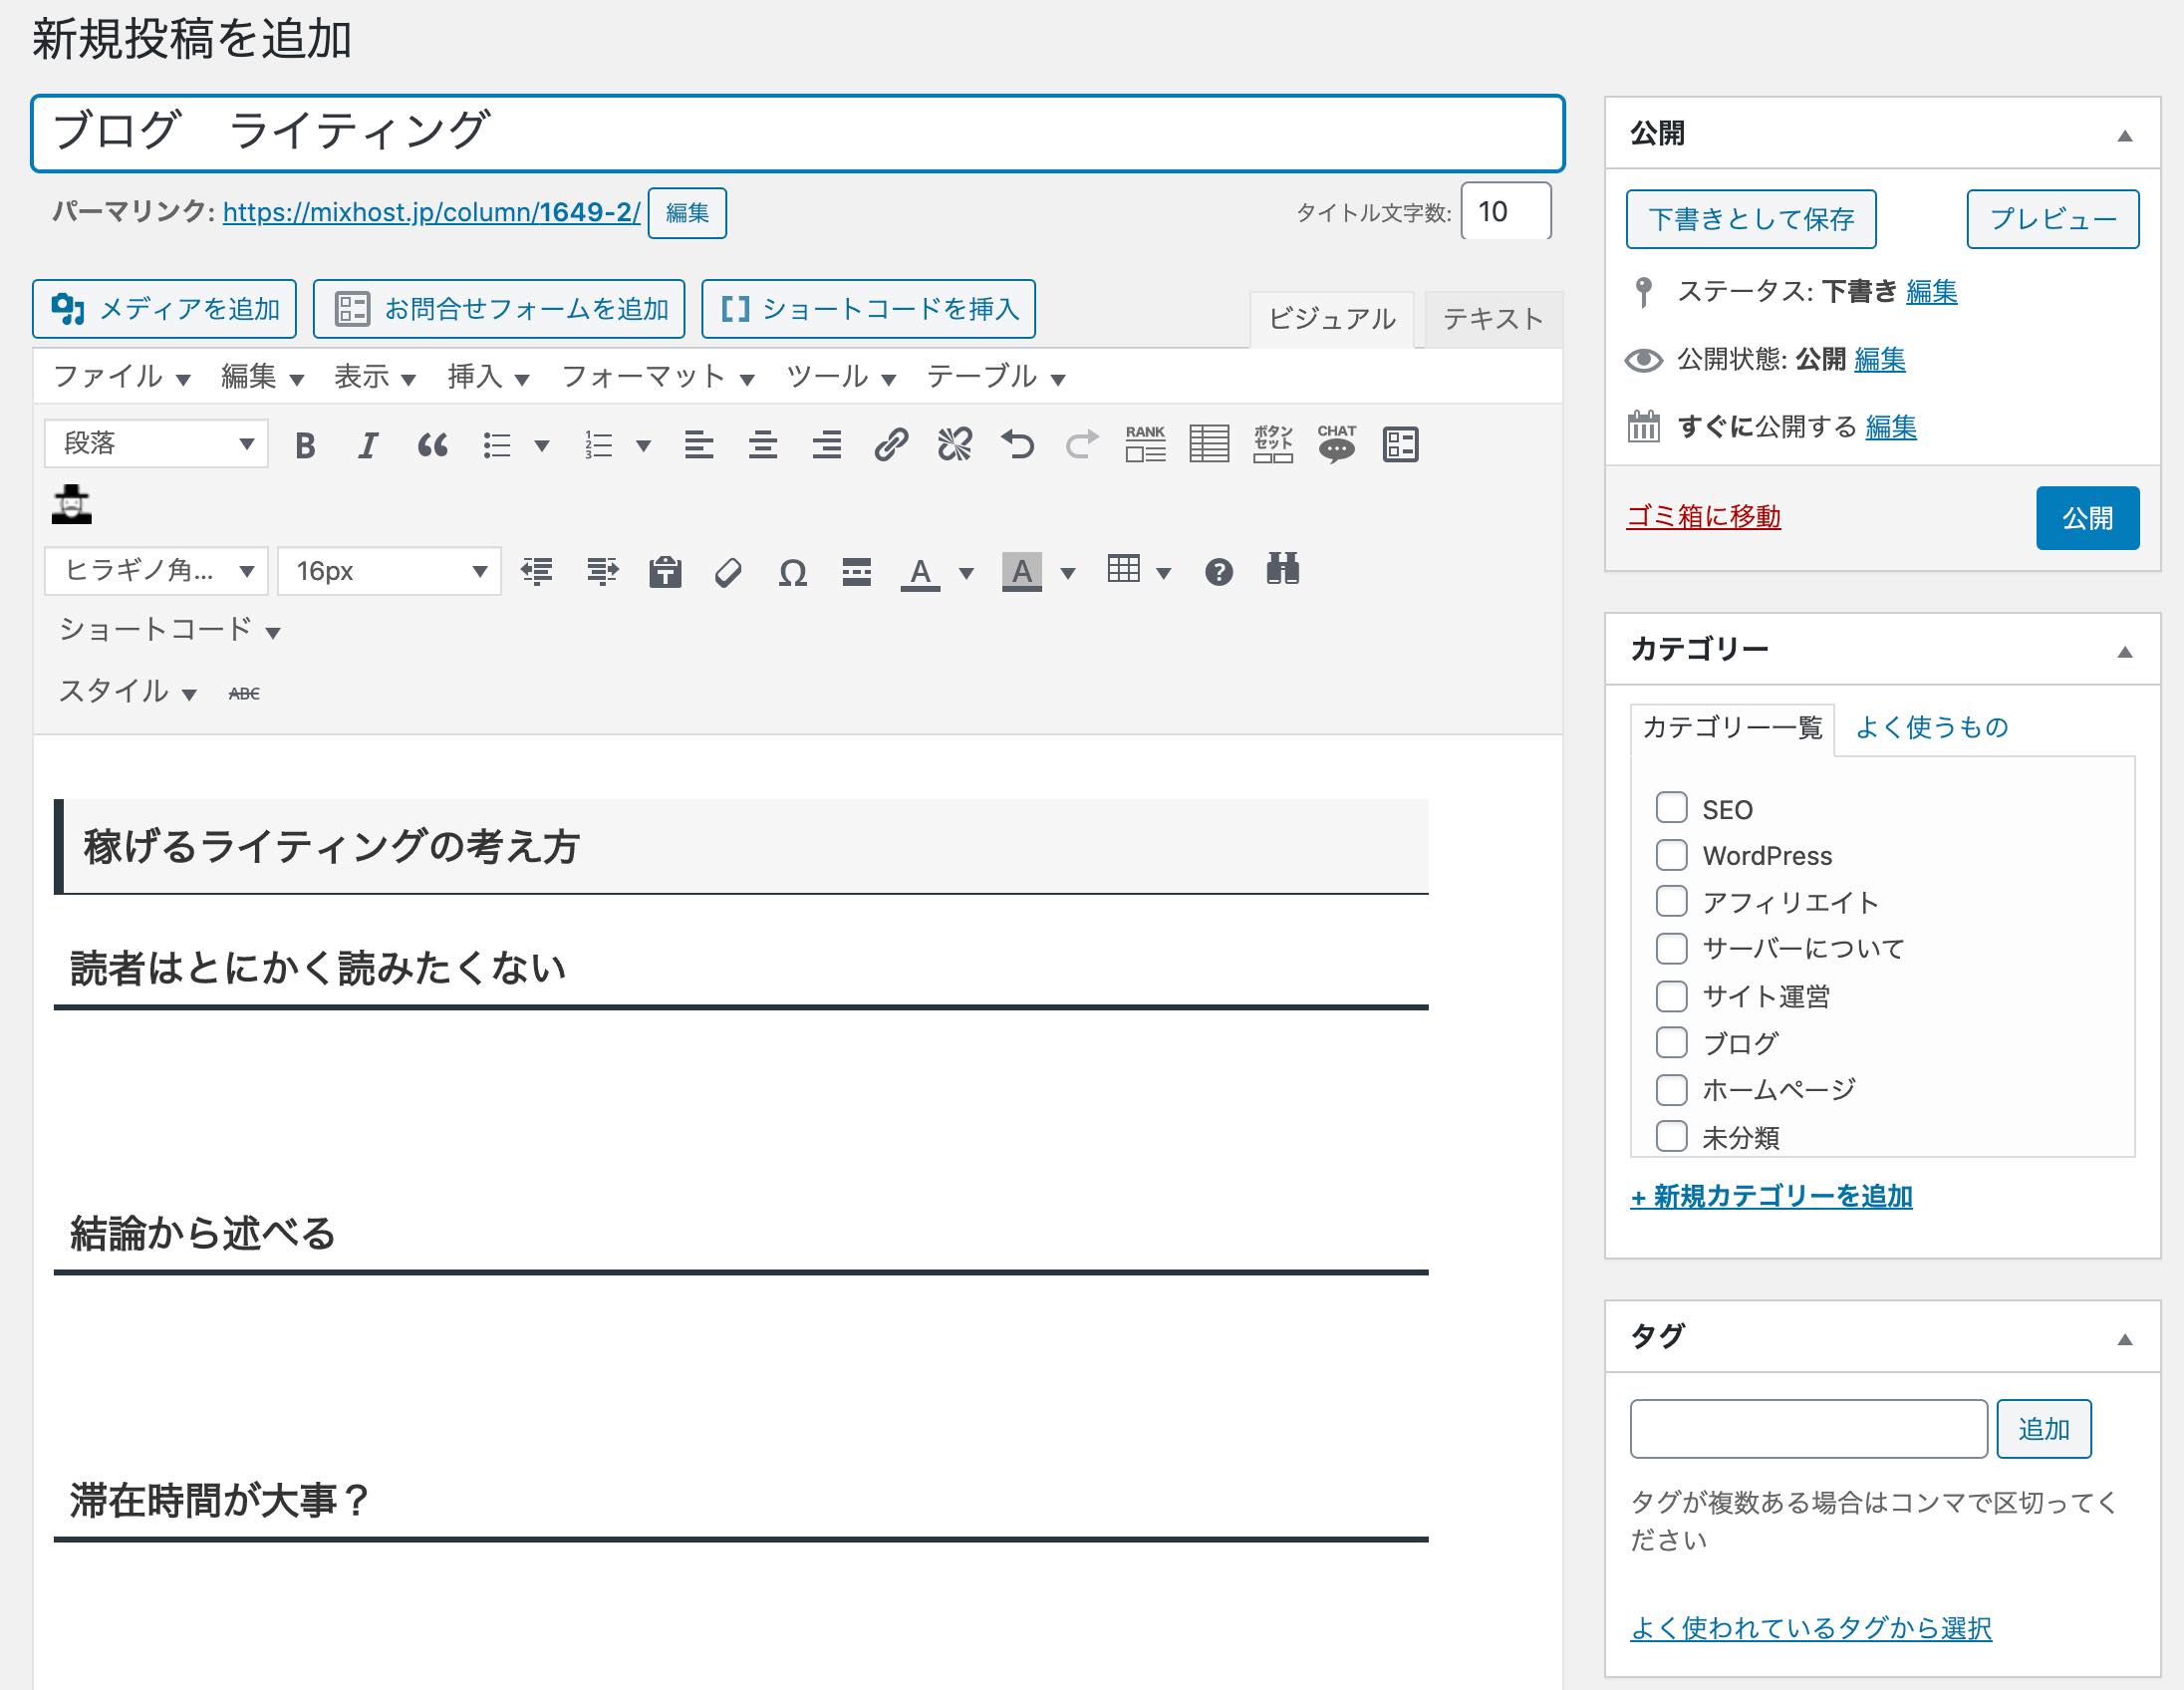 新規投稿を追加
ブログ　ライティング
パーマリンク: https://mixhost.jp/column/1649-2/ 編集
タイトル文字数: 10
メディアを追加 お問合せフォームを追加 ショートコードを挿入
ビジュアル テキスト
ファイル 編集 表示 挿入 フォーマット ツール テーブル
段落 B I RANK ボタンセット CHAT
ヒラギノ角... 16px Ω A A
ショートコード
スタイル ABC
稼げるライティングの考え方
読者はとにかく読みたくない
結論から述べる
滞在時間が大事？
公開
下書きとして保存 プレビュー
ステータス: 下書き 編集
公開状態: 公開 編集
すぐに公開する 編集
ゴミ箱に移動 公開
カテゴリー
カテゴリー一覧 よく使うもの
SEO
WordPress
アフィリエイト
サーバーについて
サイト運営
ブログ
ホームページ
未分類
+ 新規カテゴリーを追加
タグ
追加
タグが複数ある場合はコンマで区切ってく
ださい
よく使われているタグから選択